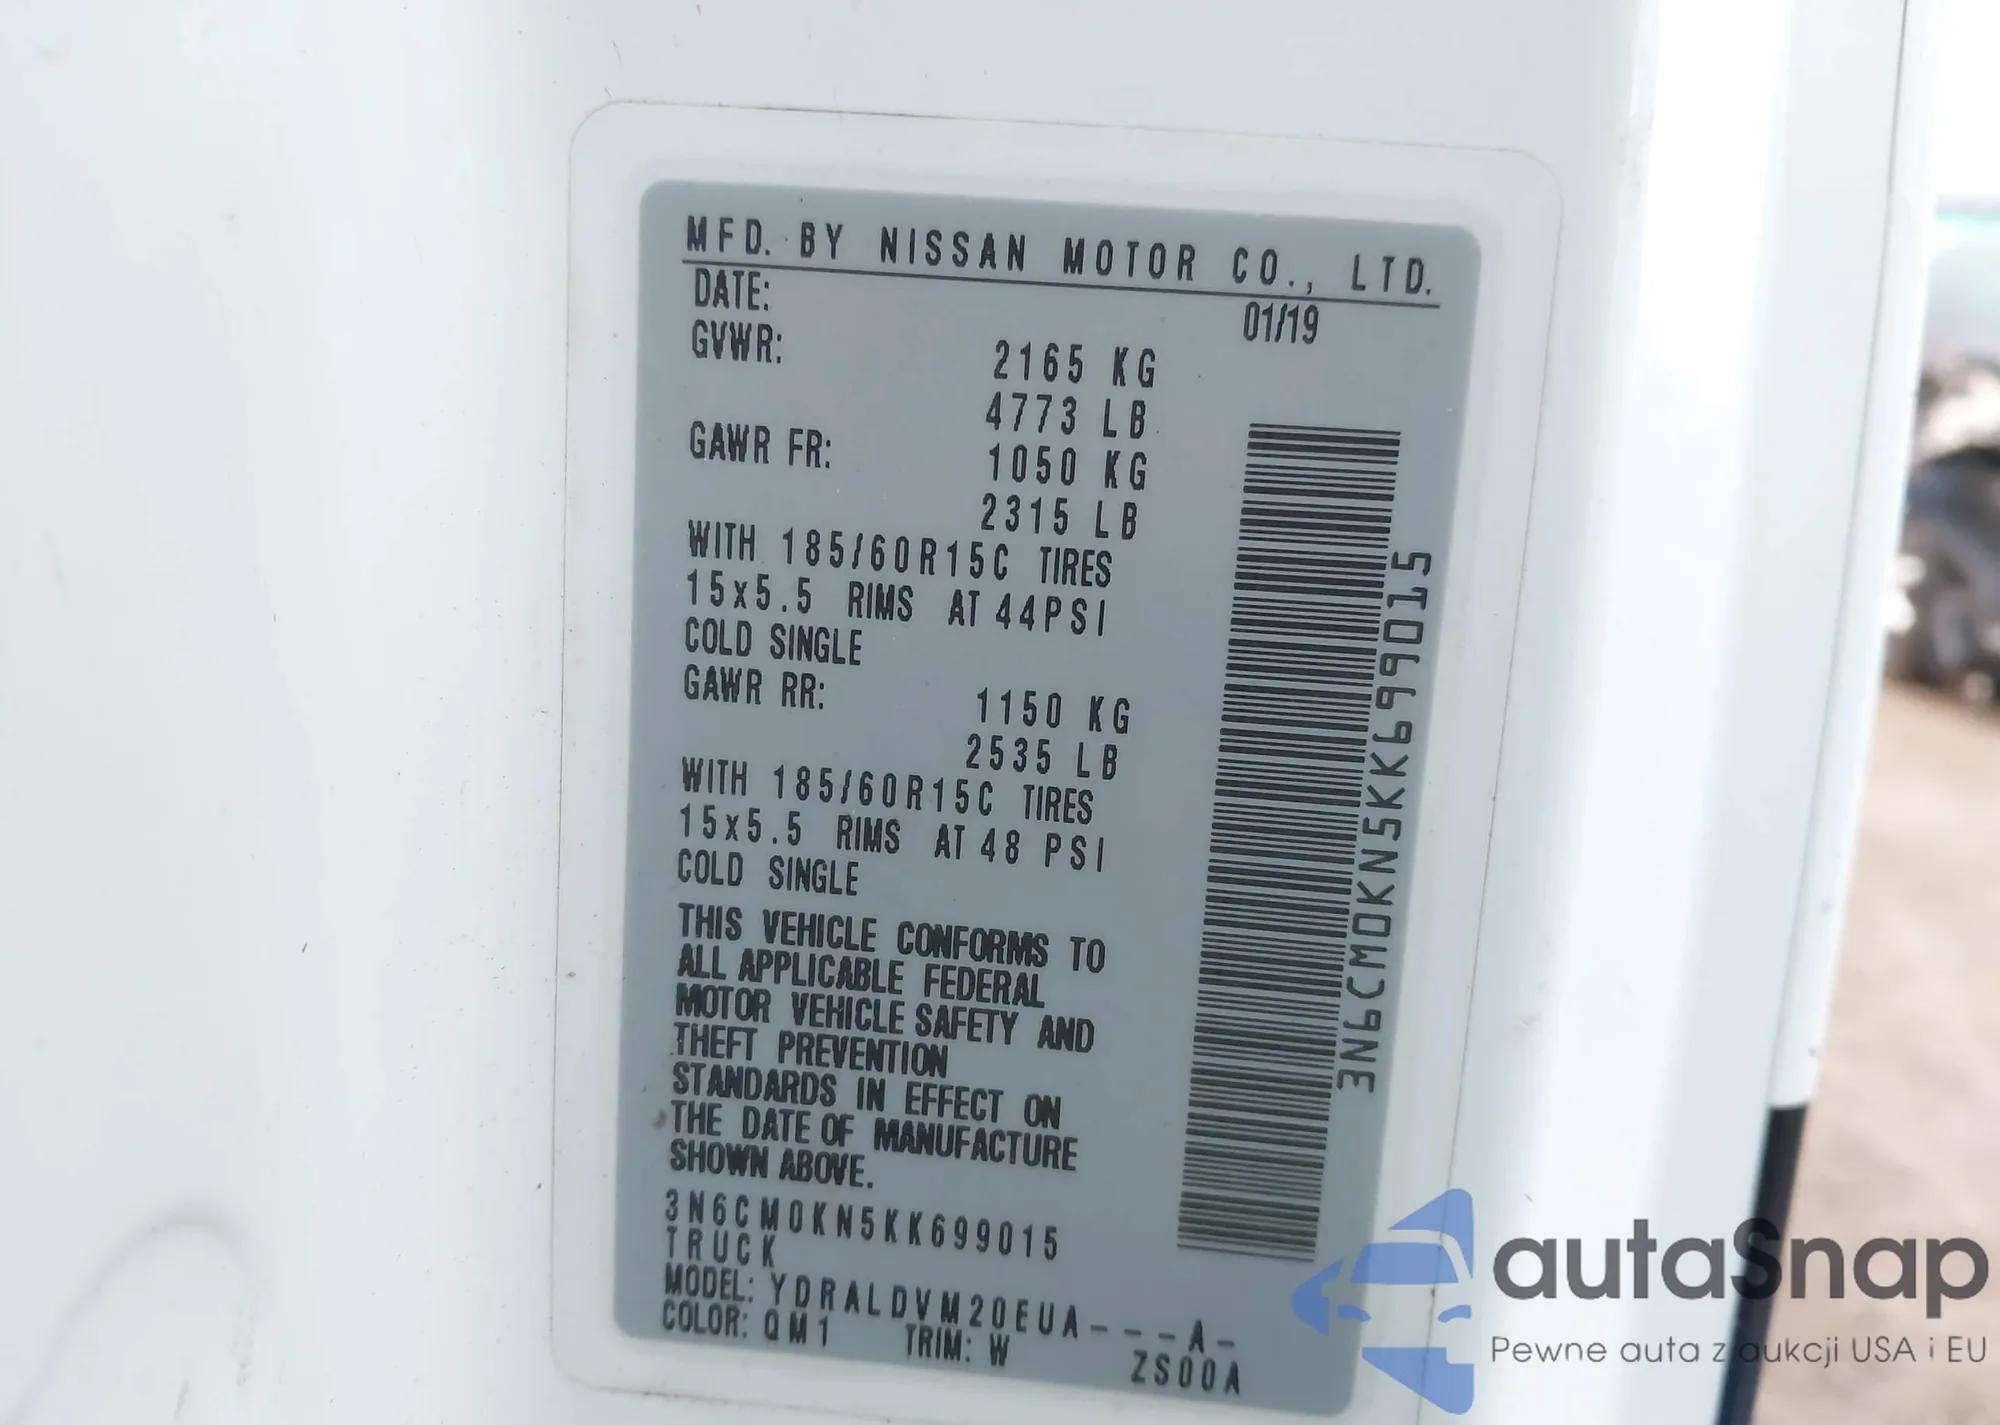 MFD. BY NISSAN MOTOR CO., LTD.
DATE: 01/19
GVWR: 2165 KG
4773 LB
GAWR FR: 1050 KG
2315 LB
WITH 185/60R15C TIRES
15x5.5 RIMS AT 44PSI
COLD SINGLE
GAWR RR: 1150 KG
2535 LB
WITH 185/60R15C TIRES
15x5.5 RIMS AT 48 PSI
COLD SINGLE
THIS VEHICLE CONFORMS TO
ALL APPLICABLE FEDERAL
MOTOR VEHICLE SAFETY AND
THEFT PREVENTION
STANDARDS IN EFFECT ON
THE DATE OF MANUFACTURE
SHOWN ABOVE.
3N6CM0KN5KK699015
TRUCK
MODEL: YDRALDVM20EUA---A-
COLOR: QM1 TRIM: W ZS00A
3N6CM0KN5KK699015
autaSnap
Pewne auta z aukcji USA i EU